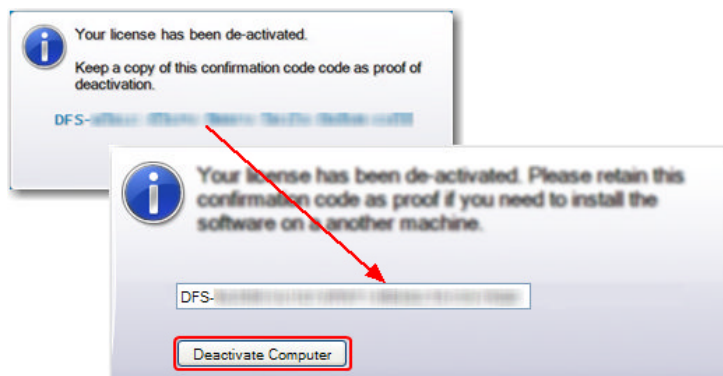 Your license has been de-activated.
Keep a copy of this confirmation code code as proof of
deactivation.
DFS-
Your license has been de-activated. Please retain this
confirmation code as proof if you need to install the
software on a another machine.
DFS-
Deactivate Computer